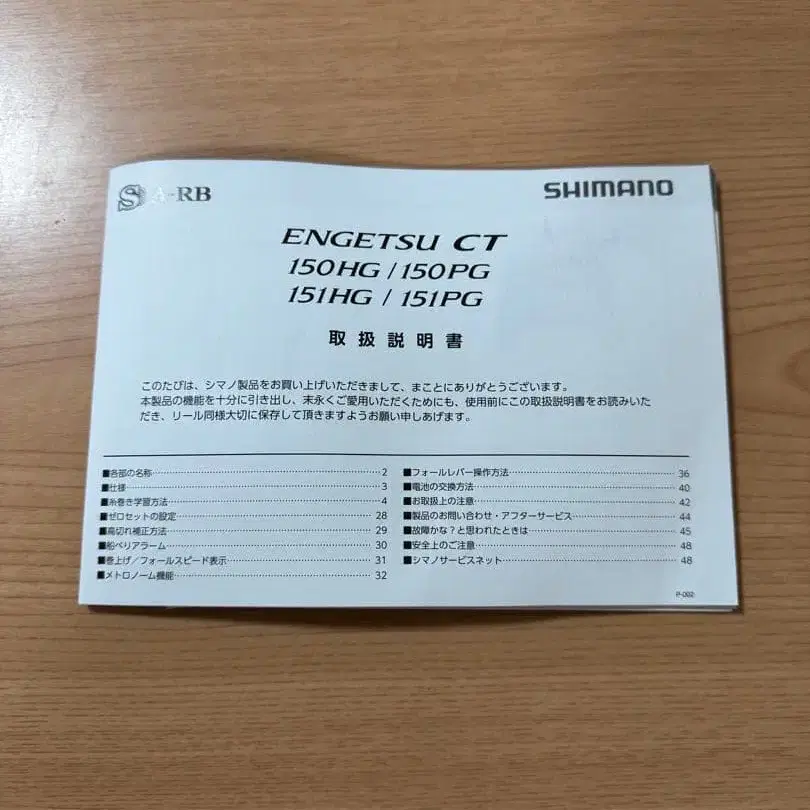 S A-RB
SHIMANO
ENGETSU CT
150HG / 150PG
151HG / 151PG
取扱説明書
このたびは、シマノ製品をお買い上げいただきまして、まことにありがとうございます。
本製品の機能を十分に引き出し、末永くご愛用いただくためにも、使用前にこの取扱説明書をお読みいた
だき、リール同様大切に保存して頂きますようお願い申しあげます。
■各部の名称 2
■仕様 3
■糸巻き学習方法 4
■ゼロセットの設定 28
■高切れ補正方法 29
■船べりアラーム 30
■巻上げ／フォールスピード表示 31
■メトロノーム機能 32
■フォールレバー操作方法 36
■電池の交換方法 40
■お取扱上の注意 42
■製品のお問い合わせ・アフターサービス 44
■故障かな？と思われたときは 45
■安全上のご注意 48
■シマノサービスネット 48
P-002